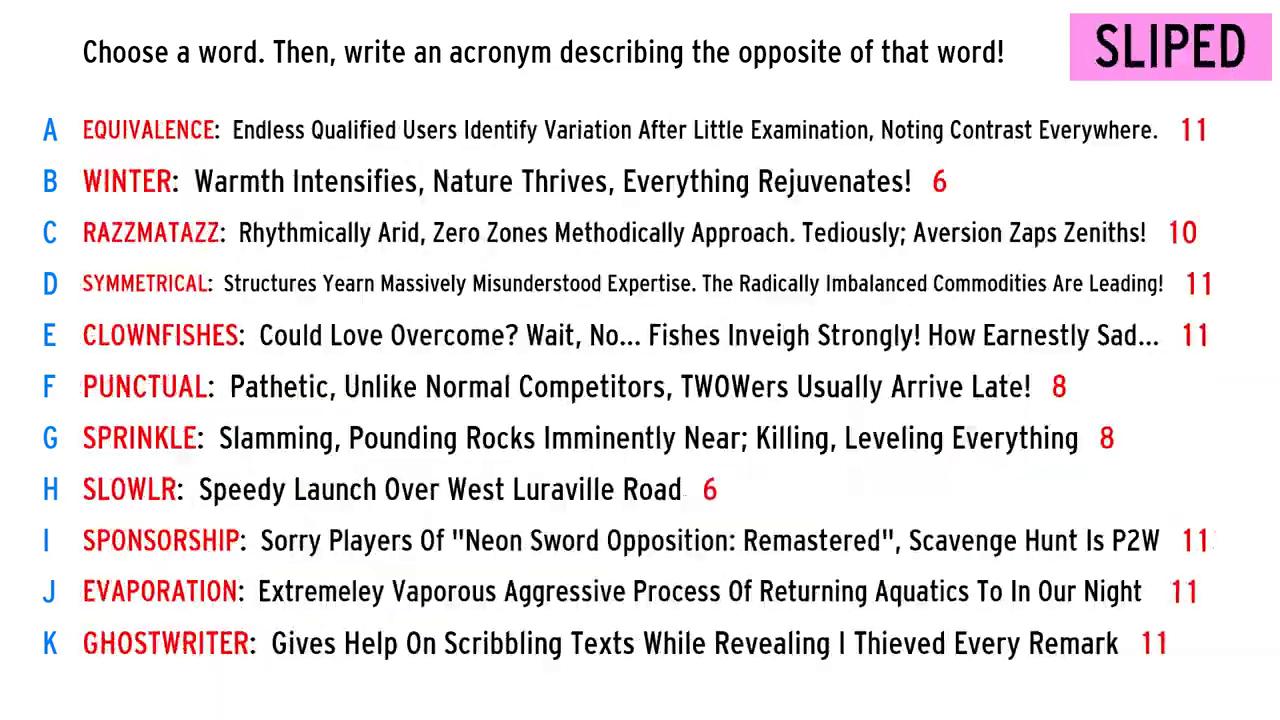 Choose a word. Then, write an acronym describing the opposite of that word!
SLIPED
A EQUIVALENCE: Endless Qualified Users Identify Variation After Little Examination, Noting Contrast Everywhere. 11
B WINTER: Warmth Intensifies, Nature Thrives, Everything Rejuvenates! 6
C RAZZMATAZZ: Rhythmically Arid, Zero Zones Methodically Approach. Tediously; Aversion Zaps Zeniths! 10
D SYMMETRICAL: Structures Yearn Massively Misunderstood Expertise. The Radically Imbalanced Commodities Are Leading! 11
E CLOWNFISHES: Could Love Overcome? Wait, No... Fishes Inveigh Strongly! How Earnestly Sad... 11
F PUNCTUAL: Pathetic, Unlike Normal Competitors, TWOWers Usually Arrive Late! 8
G SPRINKLE: Slamming, Pounding Rocks Imminently Near; Killing, Leveling Everything 8
H SLOWLR: Speedy Launch Over West Luraville Road 6
I SPONSORSHIP: Sorry Players Of "Neon Sword Opposition: Remastered", Scavenge Hunt Is P2W 11
J EVAPORATION: Extremeley Vaporous Aggressive Process Of Returning Aquatics To In Our Night 11
K GHOSTWRITER: Gives Help On Scribbling Texts While Revealing I Thieved Every Remark 11